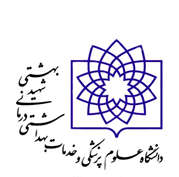 دانشگاه علوم پزشکی و خدمات
بهداشتی درمانی
شهید
بهشتی